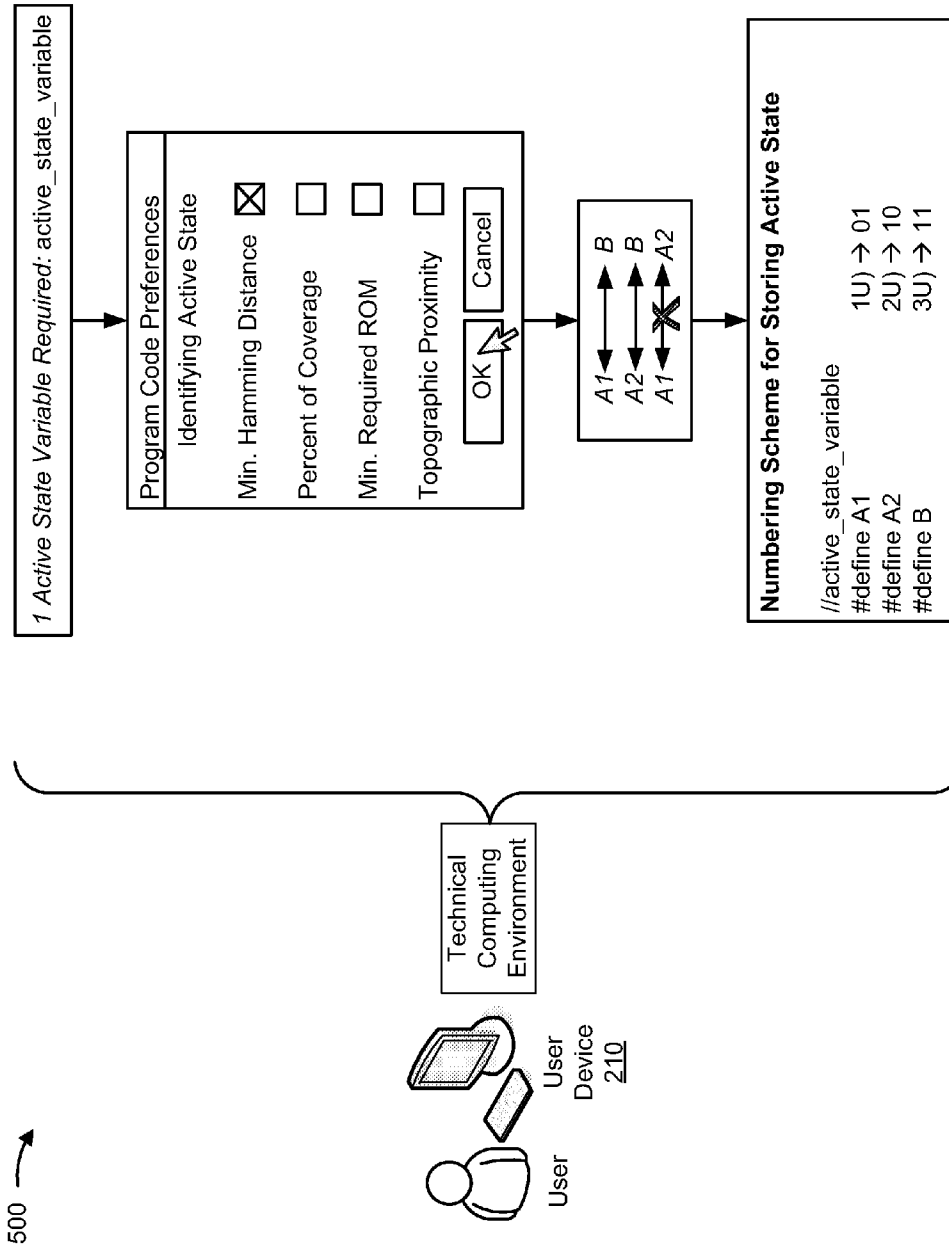 500
User
User
Device
210
Technical
Computing
Environment
1 Active State Variable Required: active_state_variable
Program Code Preferences
Identifying Active State
Min. Hamming Distance
Percent of Coverage
Min. Required ROM
Topographic Proximity
OK Cancel
A1 B
A2 B
A1 A2
Numbering Scheme for Storing Active State
//active_state_variable
#define A1 1U) → 01
#define A2 2U) → 10
#define B 3U) → 11